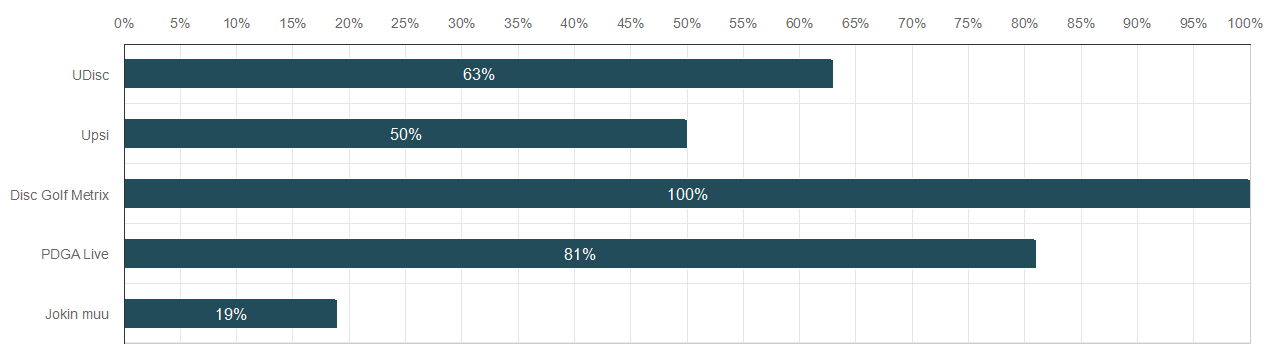 0% 5% 10% 15% 20% 25% 30% 35% 40% 45% 50% 55% 60% 65% 70% 75% 80% 85% 90% 95% 100%
UDisc 63%
Upsi 50%
Disc Golf Metrix 100%
PDGA Live 81%
Jokin muu 19%